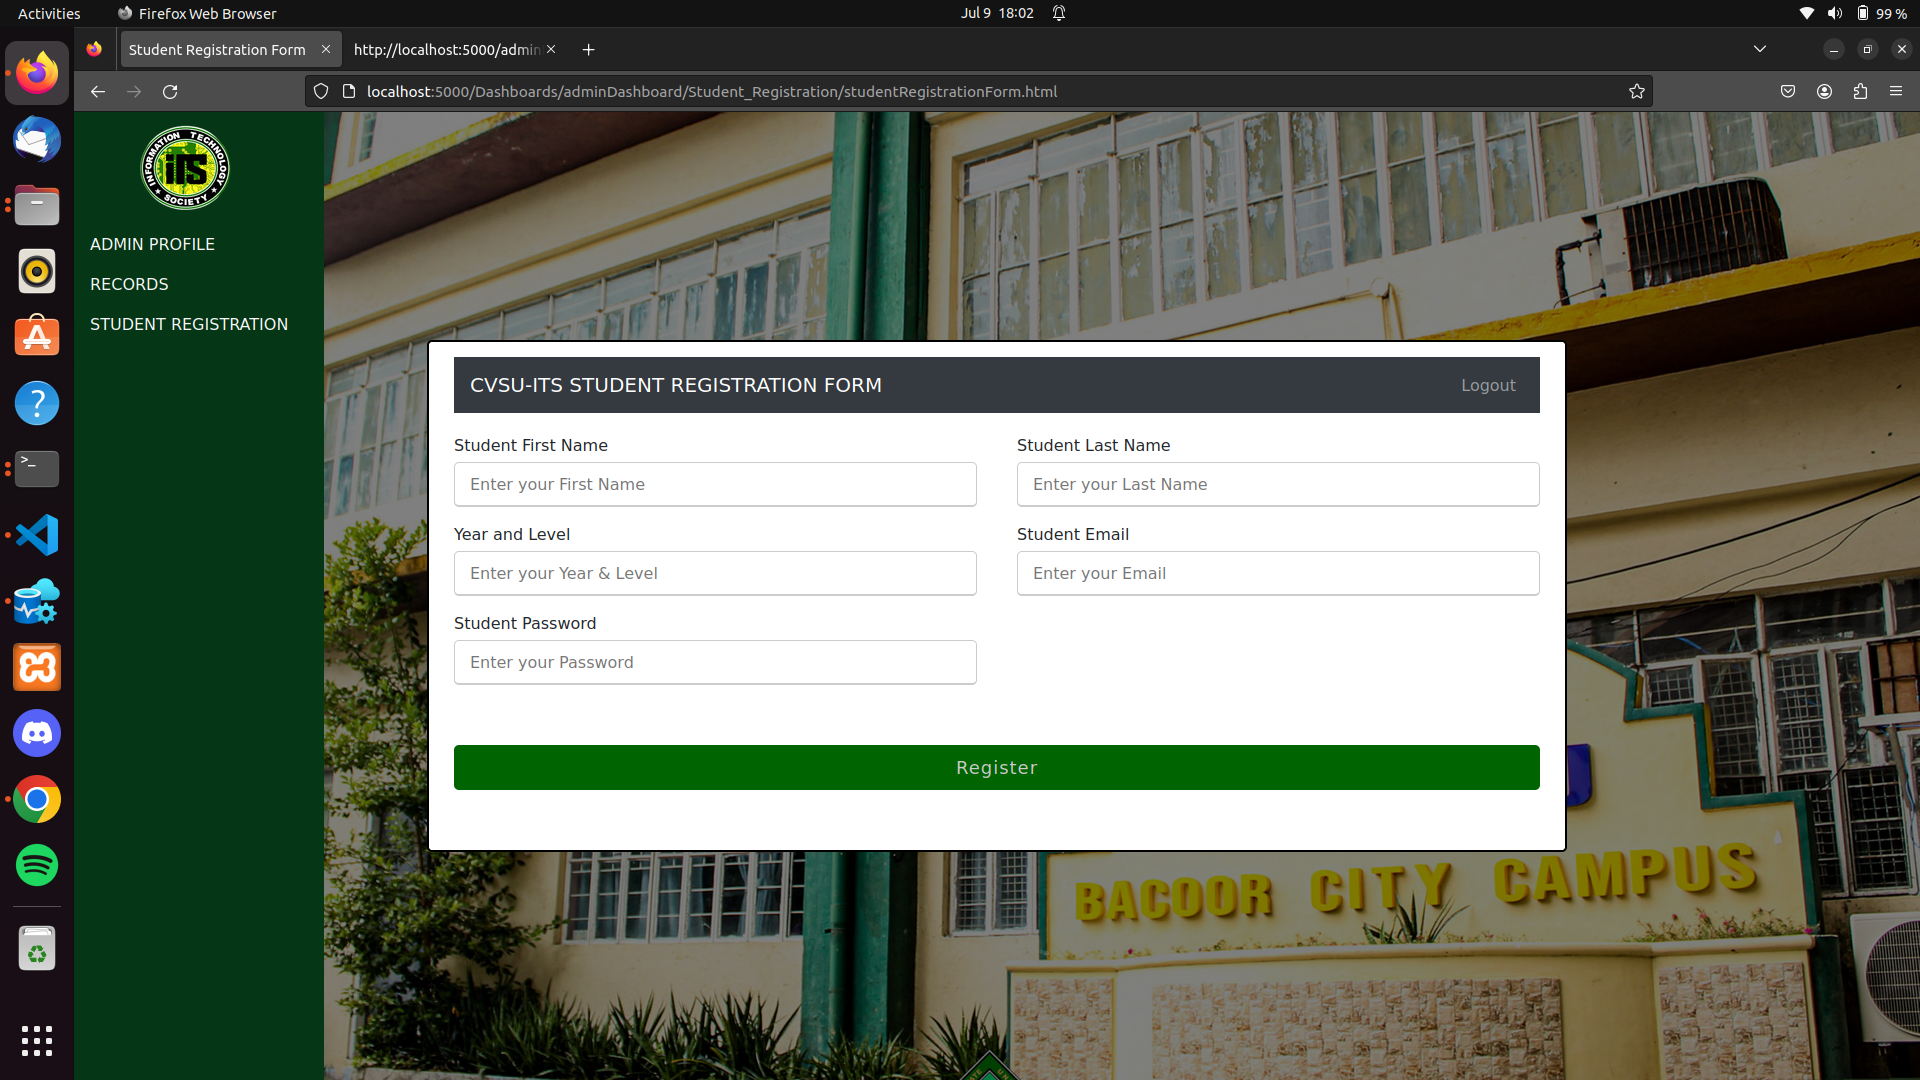 Activities
Firefox Web Browser
Jul 9 18:02
99 %
Student Registration Form
http://localhost:5000/admin
localhost:5000/Dashboards/adminDashboard/Student_Registration/studentRegistrationForm.html
INFORMATION TECHNOLOGY
iTS
SOCIETY
ADMIN PROFILE
RECORDS
STUDENT REGISTRATION
CVSU-ITS STUDENT REGISTRATION FORM
Logout
Student First Name
Student Last Name
Enter your First Name
Enter your Last Name
Year and Level
Student Email
Enter your Year & Level
Enter your Email
Student Password
Enter your Password
Register
BACOOR CITY CAMPUS